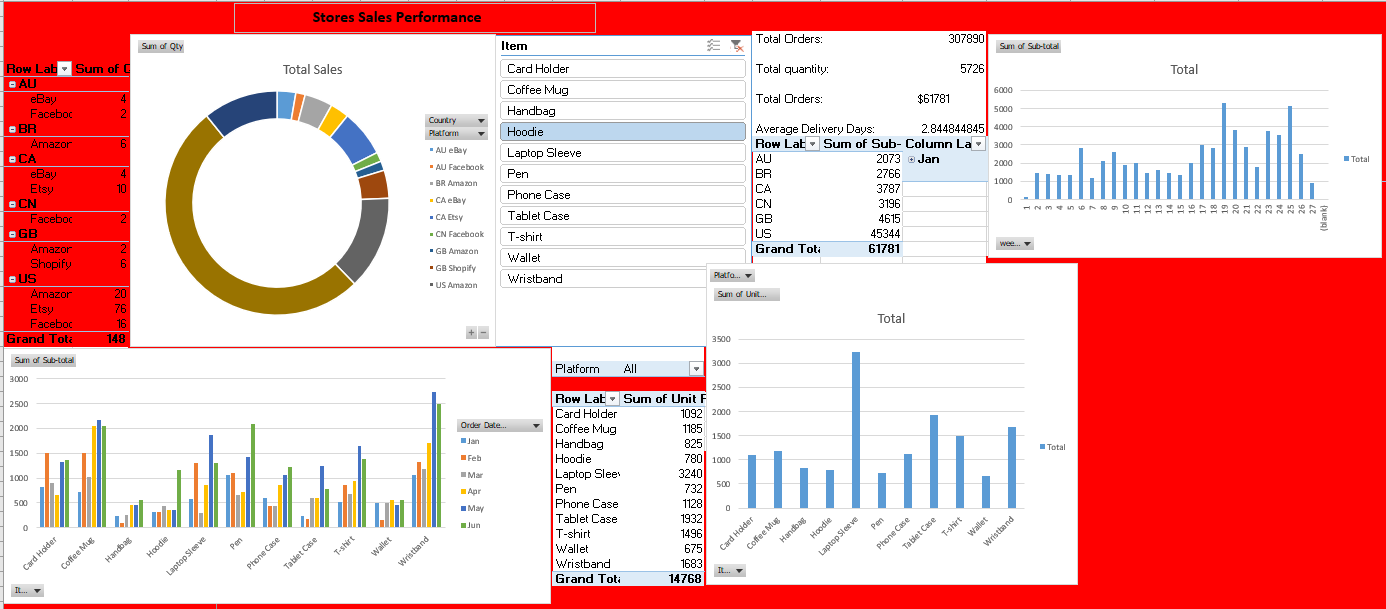 Stores Sales Performance
Row Lab Sum of Q
AU
eBay 4
Faceboo 2
BR
Amazon 6
CA
eBay 4
Etsy 10
CN
Faceboo 2
GB
Amazon 2
Shopify 6
US
Amazon 20
Etsy 76
Faceboo 16
Grand Tota 148
Sum of Qty
Total Sales
Country
Platform
AU eBay
AU Facebook
BR Amazon
CA eBay
CA Etsy
CN Facebook
GB Amazon
GB Shopify
US Amazon
Item
Card Holder
Coffee Mug
Handbag
Hoodie
Laptop Sleeve
Pen
Phone Case
Tablet Case
T-shirt
Wallet
Wristband
Total Orders: 307890
Total quantity: 5726
Total Orders: $61781
Average Delivery Days: 2.844844845
Row Lab Sum of Sub- Column La
AU 2073 Jan
BR 2766
CA 3787
CN 3196
GB 4615
US 45344
Grand Tota 61781
Sum of Sub-total
Total
6000
5000
4000
3000
2000
1000
0
1 2 3 4 5 6 7 8 9 10 11 12 13 14 15 16 17 18 19 20 21 22 23 24 25 26 27 (blank)
Total
wee...
Sum of Sub-total
3000
2500
2000
1500
1000
500
0
Card Holder Coffee Mug Handbag Hoodie Laptop Sleeve Pen Phone Case Tablet Case T-shirt Wallet Wristband
Order Date...
Jan
Feb
Mar
Apr
May
Jun
It...
Platform All
Row Lab Sum of Unit P
Card Holder 1092
Coffee Mug 1185
Handbag 825
Hoodie 780
Laptop Sleev 3240
Pen 732
Phone Case 1128
Tablet Case 1932
T-shirt 1496
Wallet 675
Wristband 1683
Grand Tota 14768
Platfo...
Sum of Unit...
Total
3500
3000
2500
2000
1500
1000
500
0
Card Holder Coffee Mug Handbag Hoodie Laptop Sleeve Pen Phone Case Tablet Case T-shirt Wallet Wristband
Total
It...